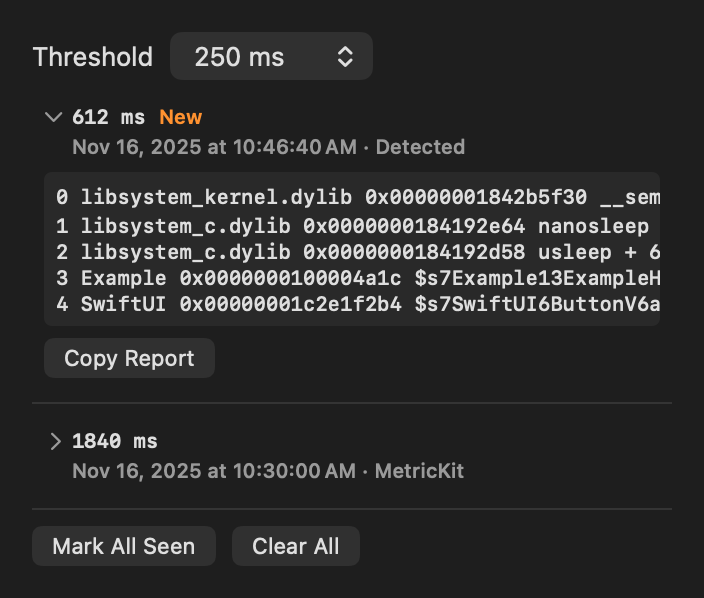 Threshold 250 ms
612 ms New
Nov 16, 2025 at 10:46:40 AM · Detected
0 libsystem_kernel.dylib 0x00000001842b5f30 __sem
1 libsystem_c.dylib 0x0000000184192e64 nanosleep
2 libsystem_c.dylib 0x0000000184192d58 usleep + 6
3 Example 0x0000000100004a1c $s7Example13ExampleH
4 SwiftUI 0x00000001c2e1f2b4 $s7SwiftUI6ButtonV6a
Copy Report
1840 ms
Nov 16, 2025 at 10:30:00 AM · MetricKit
Mark All Seen Clear All